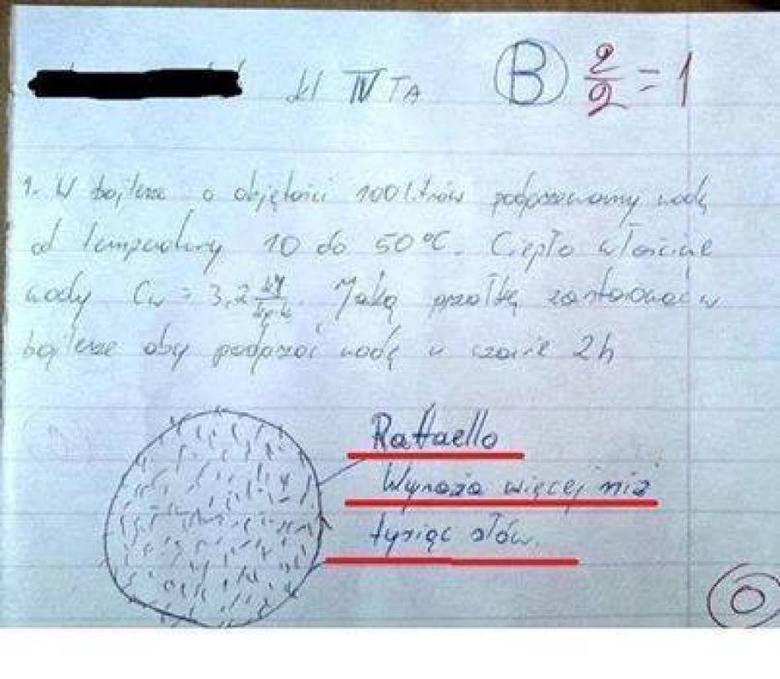 kl IV TA B 2/2 = 1
1. W bojlerze o objętości 100 litrów podgrzewamy wodę
od temperatury 10 do 50°C. Ciepło właściwe
wody Cw = 3,2 kJ/kg·k. Jaką grzałkę zastosować w
bojlerze aby podgrzać wodę w czasie 2h
Raffaello
Wyraża więcej niż
tysiąc słów.
0